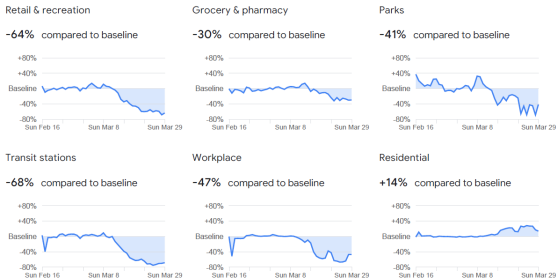 Retail & recreation
-64% compared to baseline
+80%
+40%
Baseline
-40%
-80%
Sun Feb 16 Sun Mar 8 Sun Mar 29
Grocery & pharmacy
-30% compared to baseline
+80%
+40%
Baseline
-40%
-80%
Sun Feb 16 Sun Mar 8 Sun Mar 29
Parks
-41% compared to baseline
+80%
+40%
Baseline
-40%
-80%
Sun Feb 16 Sun Mar 8 Sun Mar 29
Transit stations
-68% compared to baseline
+80%
+40%
Baseline
-40%
-80%
Sun Feb 16 Sun Mar 8 Sun Mar 29
Workplace
-47% compared to baseline
+80%
+40%
Baseline
-40%
-80%
Sun Feb 16 Sun Mar 8 Sun Mar 29
Residential
+14% compared to baseline
+80%
+40%
Baseline
-40%
-80%
Sun Feb 16 Sun Mar 8 Sun Mar 29